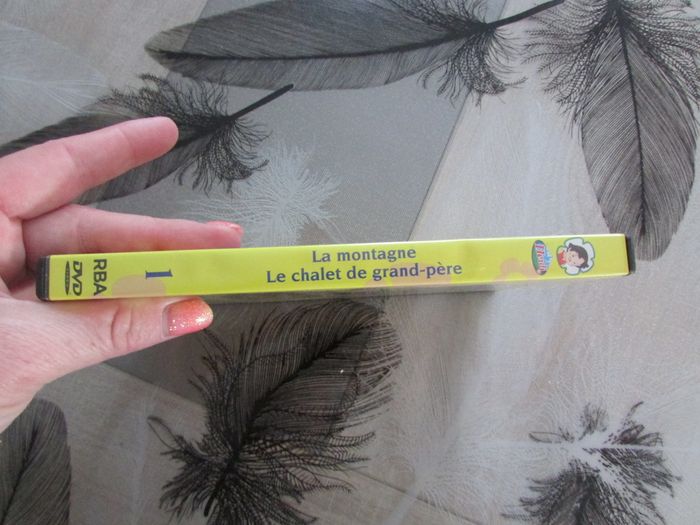 La montagne
Le chalet de grand-père
1
RBA
DVD